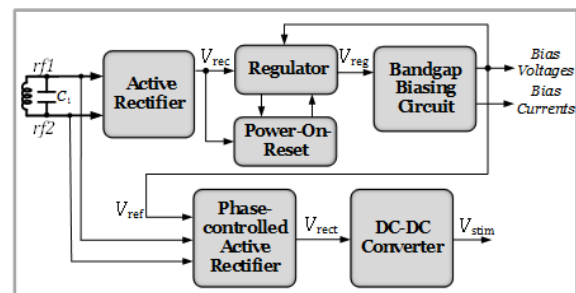 rf1
C1
rf2
Active
Rectifier
Vrec
Regulator
Vreg
Power-On-
Reset
Bandgap
Biasing
Circuit
Bias
Voltages
Bias
Currents
Vref
Phase-
controlled
Active
Rectifier
Vrect
DC-DC
Converter
Vstim